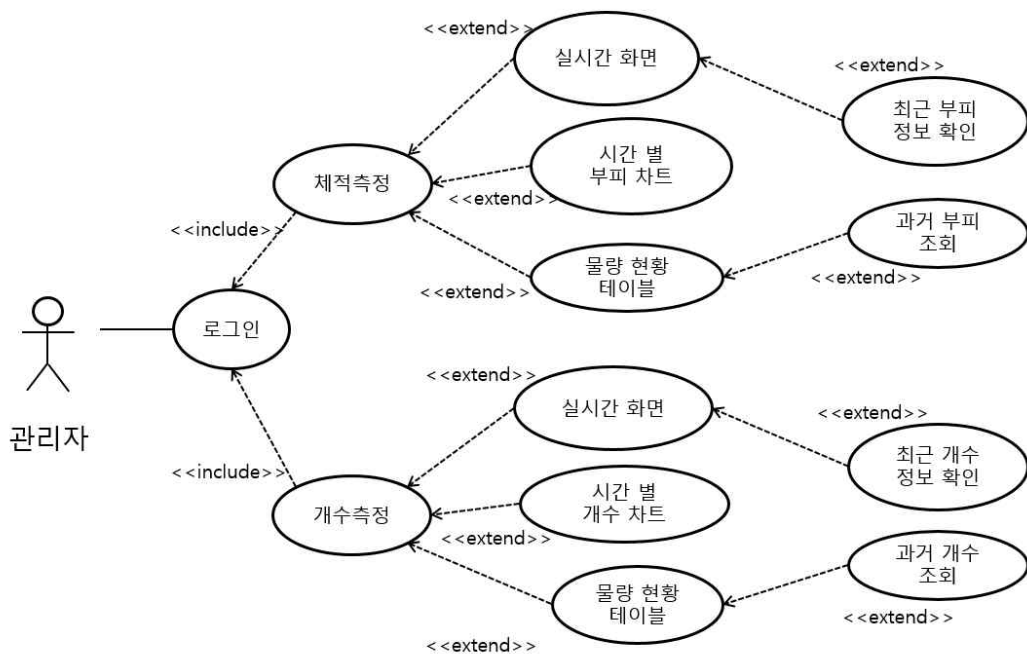 <<extend>>
실시간 화면
<<extend>>
최근 부피
정보 확인
시간 별
부피 차트
체적측정
<<extend>>
<<include>>
과거 부피
조회
물량 현황
테이블
<<extend>>
<<extend>>
로그인
관리자
<<extend>>
실시간 화면
<<extend>>
최근 개수
정보 확인
<<include>>
시간 별
개수 차트
개수측정
<<extend>>
과거 개수
조회
물량 현황
테이블
<<extend>>
<<extend>>